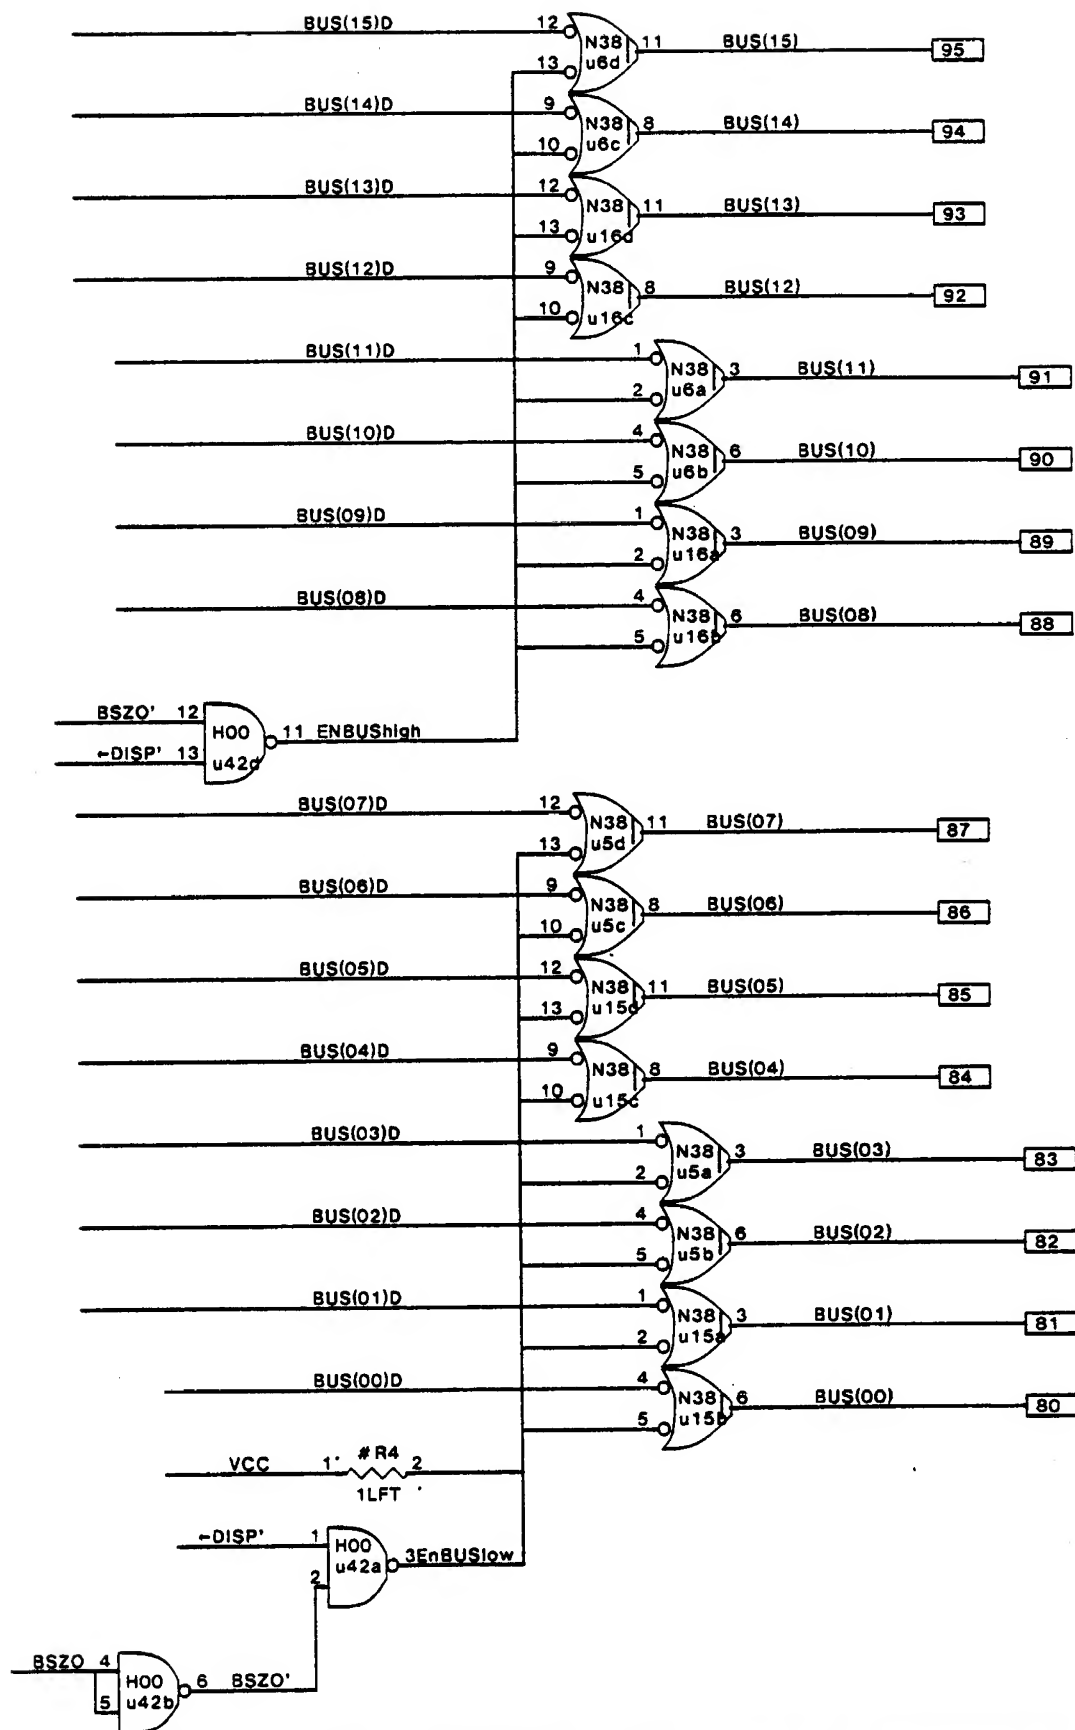 BUS(15)D 12 N38 u6d 11 BUS(15) 95
13
BUS(14)D 9 N38 u6c 8 BUS(14) 94
10
BUS(13)D 12 N38 u16d 11 BUS(13) 93
13
BUS(12)D 9 N38 u16c 8 BUS(12) 92
10
BUS(11)D 1 N38 u6a 3 BUS(11) 91
2
BUS(10)D 4 N38 u6b 6 BUS(10) 90
5
BUS(09)D 1 N38 u16a 3 BUS(09) 89
2
BUS(08)D 4 N38 u16b 6 BUS(08) 88
5
BSZO' 12 H00 u42d 11 ENBUShigh
←DISP' 13
BUS(07)D 12 N38 u5d 11 BUS(07) 87
13
BUS(06)D 9 N38 u5c 8 BUS(06) 86
10
BUS(05)D 12 N38 u15d 11 BUS(05) 85
13
BUS(04)D 9 N38 u15c 8 BUS(04) 84
10
BUS(03)D 1 N38 u5a 3 BUS(03) 83
2
BUS(02)D 4 N38 u5b 6 BUS(02) 82
5
BUS(01)D 1 N38 u15a 3 BUS(01) 81
2
BUS(00)D 4 N38 u15b 6 BUS(00) 80
5
VCC 1 #R4 2
1LFT
←DISP' 1 H00 u42a 3 EnBUSlow
2
BSZO 4 H00 u42b 6 BSZO'
5